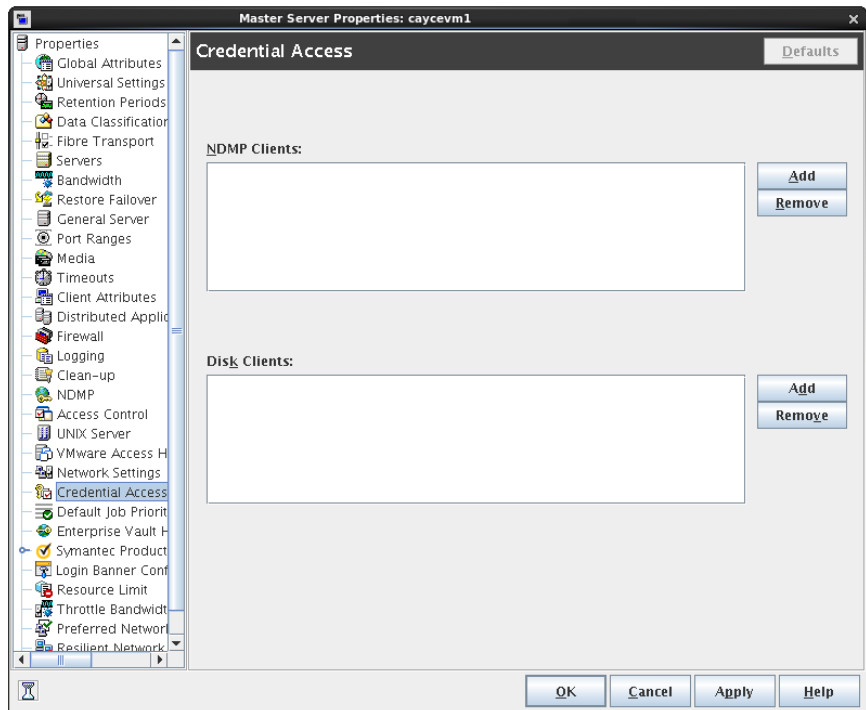 Master Server Properties: caycevm1
Properties
Global Attributes
Universal Settings
Retention Periods
Data Classification
Fibre Transport
Servers
Bandwidth
Restore Failover
General Server
Port Ranges
Media
Timeouts
Client Attributes
Distributed Applic
Firewall
Logging
Clean-up
NDMP
Access Control
UNIX Server
VMware Access H
Network Settings
Credential Access
Default Job Priorit
Enterprise Vault H
Symantec Product
Login Banner Conf
Resource Limit
Throttle Bandwidt
Preferred Networl
Resilient Network
Credential Access
Defaults
NDMP Clients:
Add
Remove
Disk Clients:
Add
Remove
OK
Cancel
Apply
Help